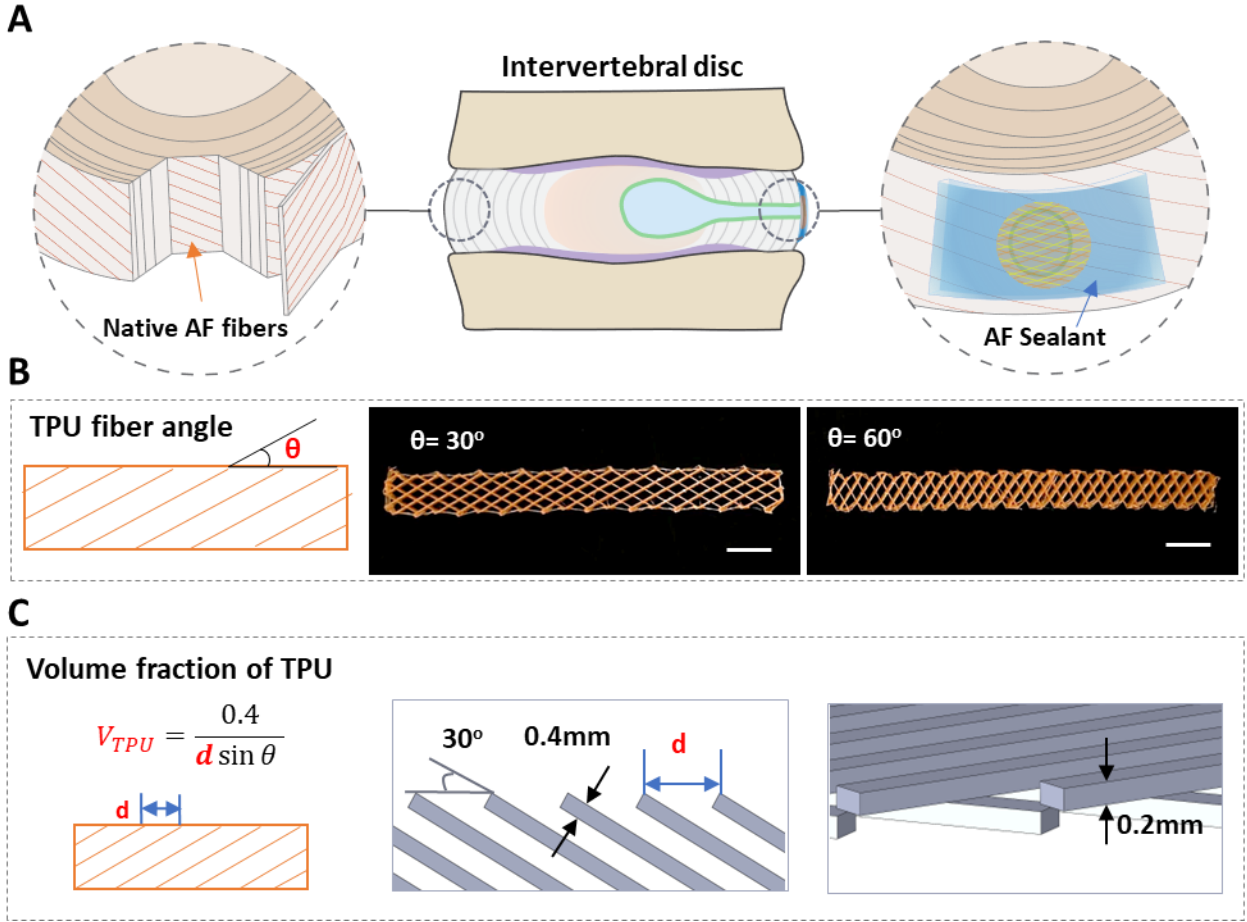 A
Intervertebral disc
Native AF fibers
AF Sealant
B
TPU fiber angle
θ
θ= 30°
θ= 60°
C
Volume fraction of TPU
V_TPU = 0.4 / d sin θ
d
30°
0.4mm
d
0.2mm